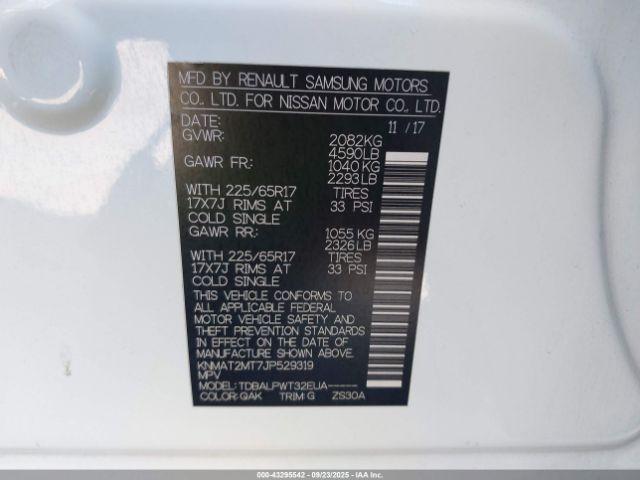 MFD BY RENAULT SAMSUNG MOTORS
CO., LTD. FOR NISSAN MOTOR CO., LTD.
DATE: 11 / 17
GVWR: 2082KG
4590LB
GAWR FR: 1040 KG
2293LB
WITH 225/65R17 TIRES
17X7J RIMS AT 33 PSI
COLD SINGLE
GAWR RR: 1055 KG
2326LB
WITH 225/65R17 TIRES
17X7J RIMS AT 33 PSI
COLD SINGLE
THIS VEHICLE CONFORMS TO
ALL APPLICABLE FEDERAL
MOTOR VEHICLE SAFETY AND
THEFT PREVENTION STANDARDS
IN EFFECT ON THE DATE OF
MANUFACTURE SHOWN ABOVE.
KNMAT2MT7JP529319
MPV
MODEL: TDBALPWT32EUA-----
COLOR: QAK TRIM: G ZS30A
000-43295542 - 09/23/2025 - IAA, Inc.